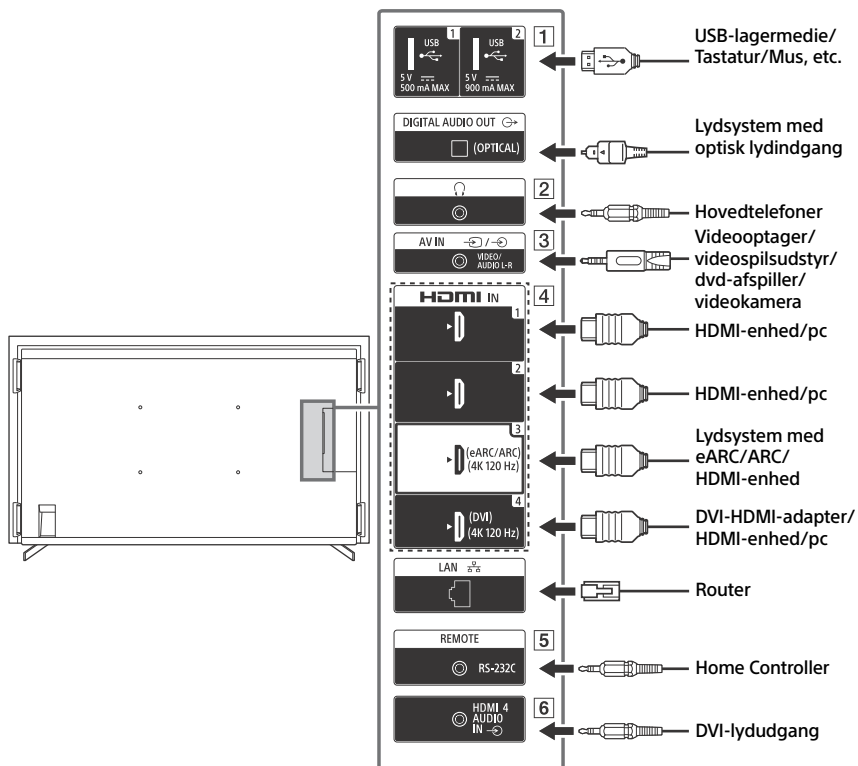 1
2
1
USB
USB
5 V
500 mA MAX
5 V
900 mA MAX
USB-lagermedie/
Tastatur/Mus, etc.
DIGITAL AUDIO OUT
(OPTICAL)
Lydsystem med
optisk lydindgang
2
Hovedtelefoner
3
AV IN
/
VIDEO/
AUDIO L-R
Videooptager/
videospilsudstyr/
dvd-afspiller/
videokamera
4
HDMI IN
1
HDMI-enhed/pc
2
HDMI-enhed/pc
3
(eARC/ARC)
(4K 120 Hz)
Lydsystem med
eARC/ARC/
HDMI-enhed
4
(DVI)
(4K 120 Hz)
DVI-HDMI-adapter/
HDMI-enhed/pc
LAN
Router
5
REMOTE
RS-232C
Home Controller
6
HDMI 4
AUDIO
IN
DVI-lydudgang